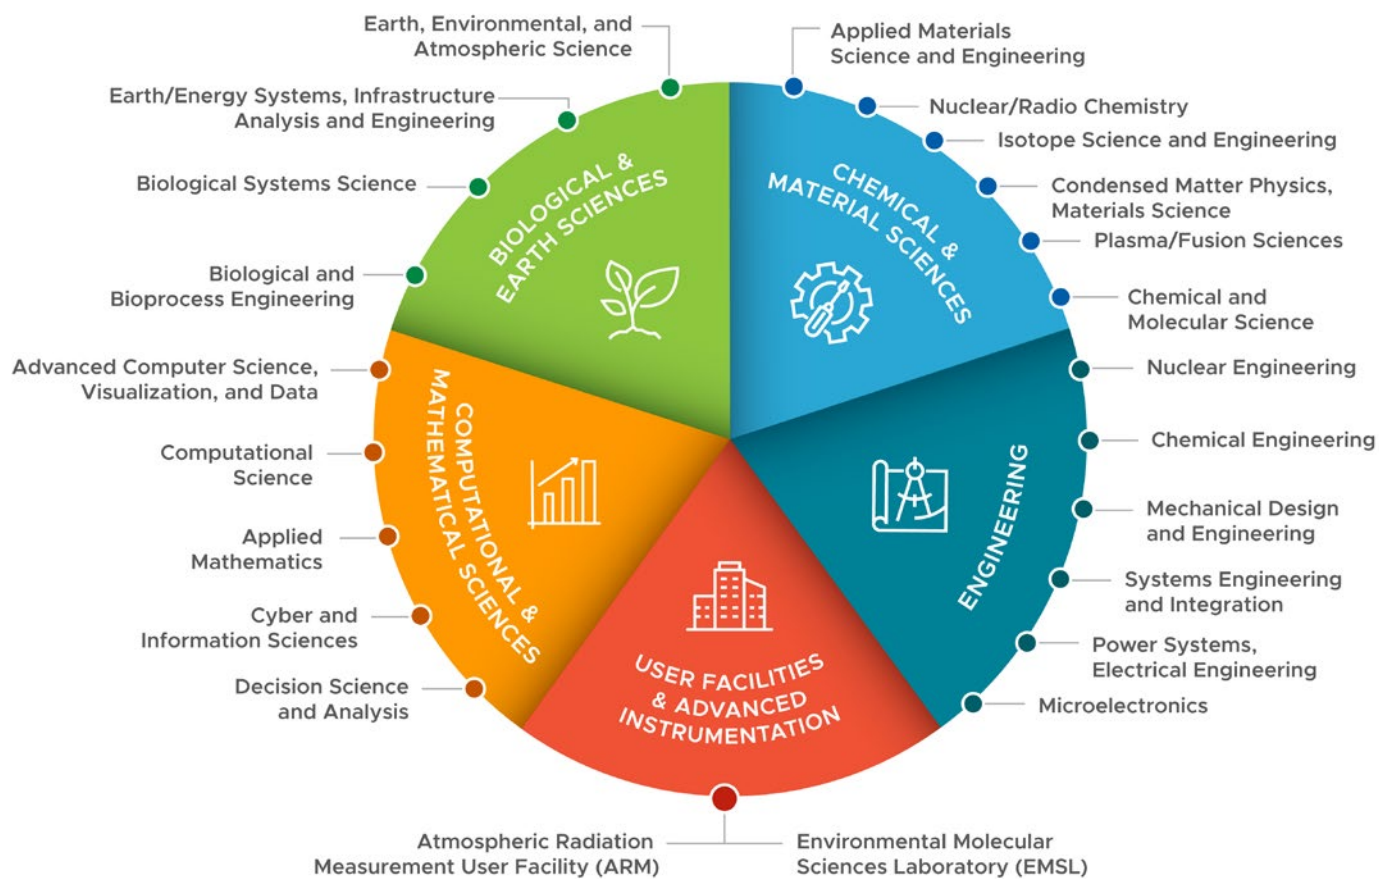 Earth, Environmental, and
Atmospheric Science
Earth/Energy Systems, Infrastructure
Analysis and Engineering
Biological Systems Science
Biological and
Bioprocess Engineering
BIOLOGICAL &
EARTH SCIENCES
Applied Materials
Science and Engineering
Nuclear/Radio Chemistry
Isotope Science and Engineering
Condensed Matter Physics,
Materials Science
Plasma/Fusion Sciences
Chemical and
Molecular Science
CHEMICAL &
MATERIAL SCIENCES
Nuclear Engineering
Chemical Engineering
Mechanical Design
and Engineering
Systems Engineering
and Integration
Power Systems,
Electrical Engineering
Microelectronics
ENGINEERING
Advanced Computer Science,
Visualization, and Data
Computational
Science
Applied
Mathematics
Cyber and
Information Sciences
Decision Science
and Analysis
COMPUTATIONAL &
MATHEMATICAL SCIENCES
USER FACILITIES
& ADVANCED
INSTRUMENTATION
Atmospheric Radiation
Measurement User Facility (ARM)
Environmental Molecular
Sciences Laboratory (EMSL)